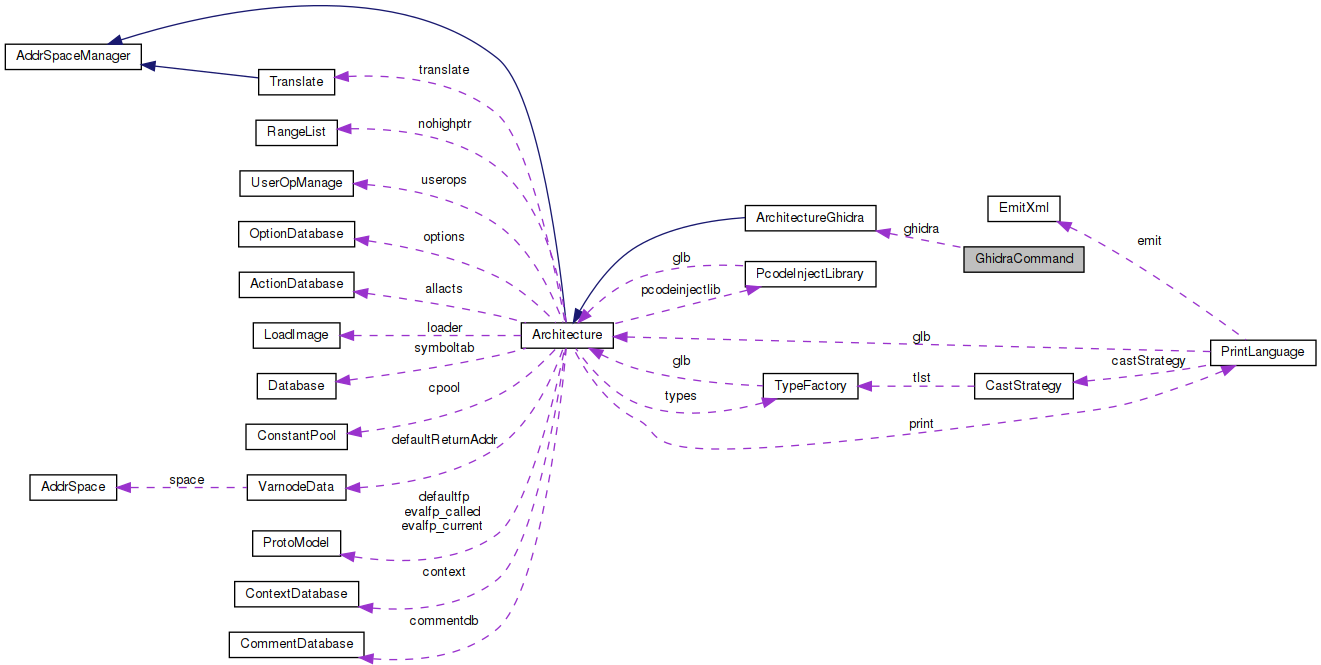 AddrSpaceManager
translate
Translate
nohighptr
RangeList
userops
UserOpManage
EmitXml
ArchitectureGhidra
ghidra
emit
options
OptionDatabase
glb
GhidraCommand
PcodeInjectLibrary
ActionDatabase
allacts
pcodeinjectlib
loader
LoadImage
Architecture
glb
symboltab
PrintLanguage
glb
castStrategy
cpool
Database
tlst
TypeFactory
CastStrategy
types
print
ConstantPool
defaultReturnAddr
space
AddrSpace
VarnodeData
defaultfp
evalfp_called
evalfp_current
ProtoModel
context
ContextDatabase
commentdb
CommentDatabase